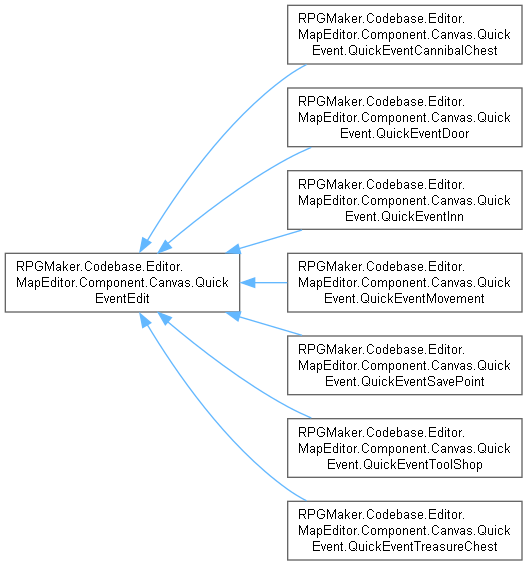 RPGMaker.Codebase.Editor.
MapEditor.Component.Canvas.Quick
EventEdit
RPGMaker.Codebase.Editor.
MapEditor.Component.Canvas.Quick
Event.QuickEventCannibalChest
RPGMaker.Codebase.Editor.
MapEditor.Component.Canvas.Quick
Event.QuickEventDoor
RPGMaker.Codebase.Editor.
MapEditor.Component.Canvas.Quick
Event.QuickEventInn
RPGMaker.Codebase.Editor.
MapEditor.Component.Canvas.Quick
Event.QuickEventMovement
RPGMaker.Codebase.Editor.
MapEditor.Component.Canvas.Quick
Event.QuickEventSavePoint
RPGMaker.Codebase.Editor.
MapEditor.Component.Canvas.Quick
Event.QuickEventToolShop
RPGMaker.Codebase.Editor.
MapEditor.Component.Canvas.Quick
Event.QuickEventTreasureChest